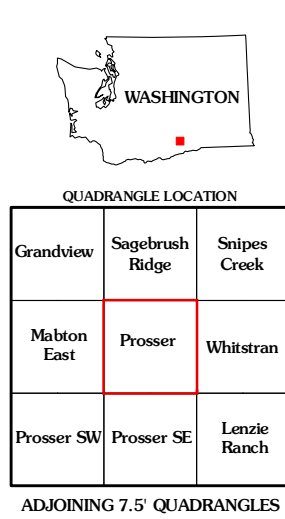 WASHINGTON
QUADRANGLE LOCATION
Grandview
Sagebrush
Ridge
Snipes
Creek
Mabton
East
Prosser
Whitstran
Prosser SW
Prosser SE
Lenzie
Ranch
ADJOINING 7.5' QUADRANGLES